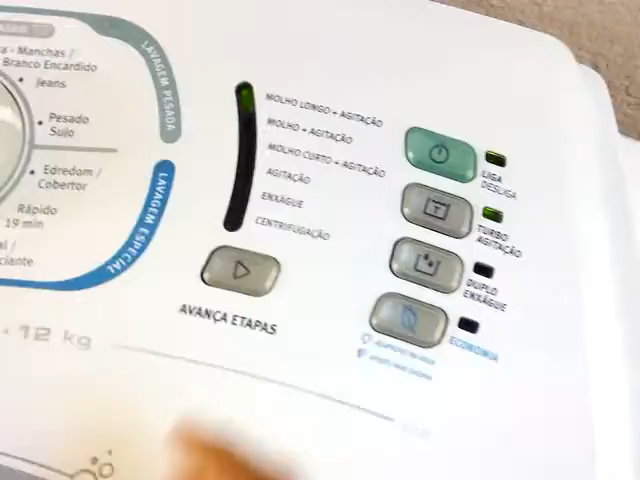 a - Manchas /
Branco Encardido
Jeans
Pesado
Sujo
Edredom /
Cobertor
Rápido
19 min
LAVAGEM PESADA
LAVAGEM ESPECIAL
MOLHO LONGO + AGITAÇÃO
MOLHO + AGITAÇÃO
MOLHO CURTO + AGITAÇÃO
AGITAÇÃO
ENXÁGUE
CENTRIFUGAÇÃO
AVANÇA ETAPAS
LIGA
DESLIGA
TURBO
AGITAÇÃO
DUPLO
ENXÁGUE
ECONOMIA
12 kg